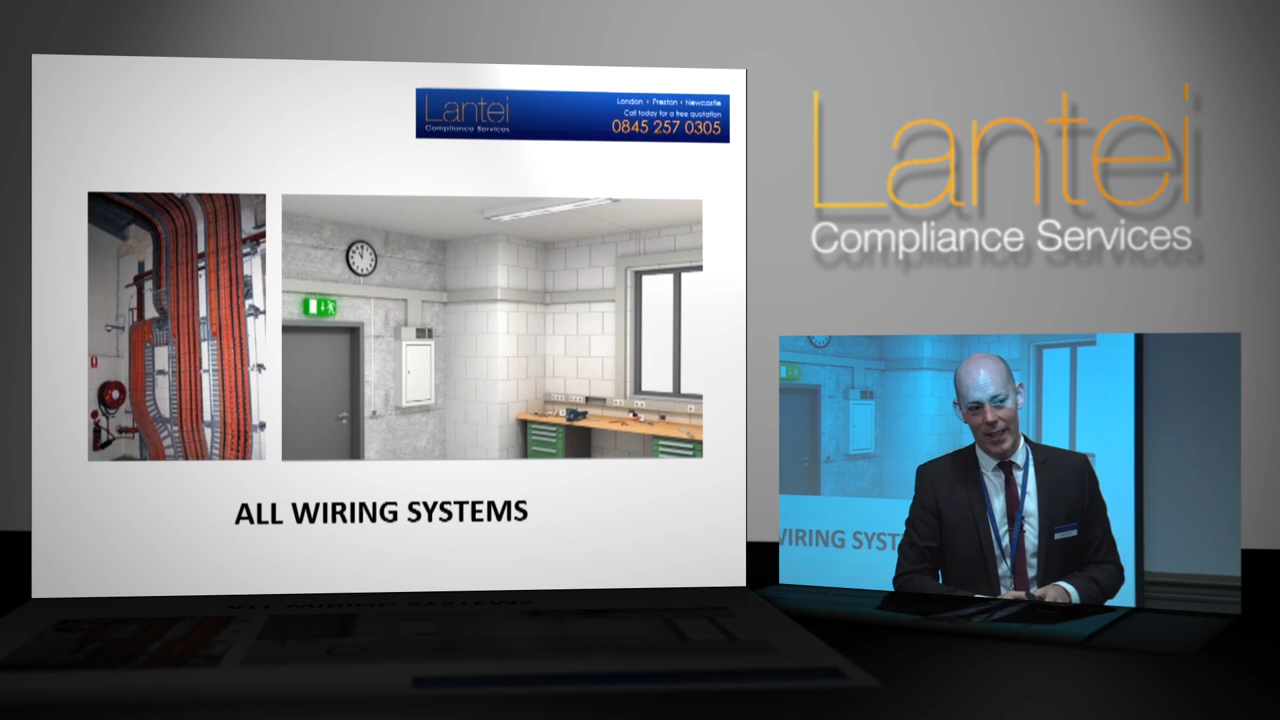 Lantei
Compliance Services
London • Preston • Newcastle
Call today for a free quotation
0845 257 0305
ALL WIRING SYSTEMS
Lantei
Compliance Services
WIRING SYST